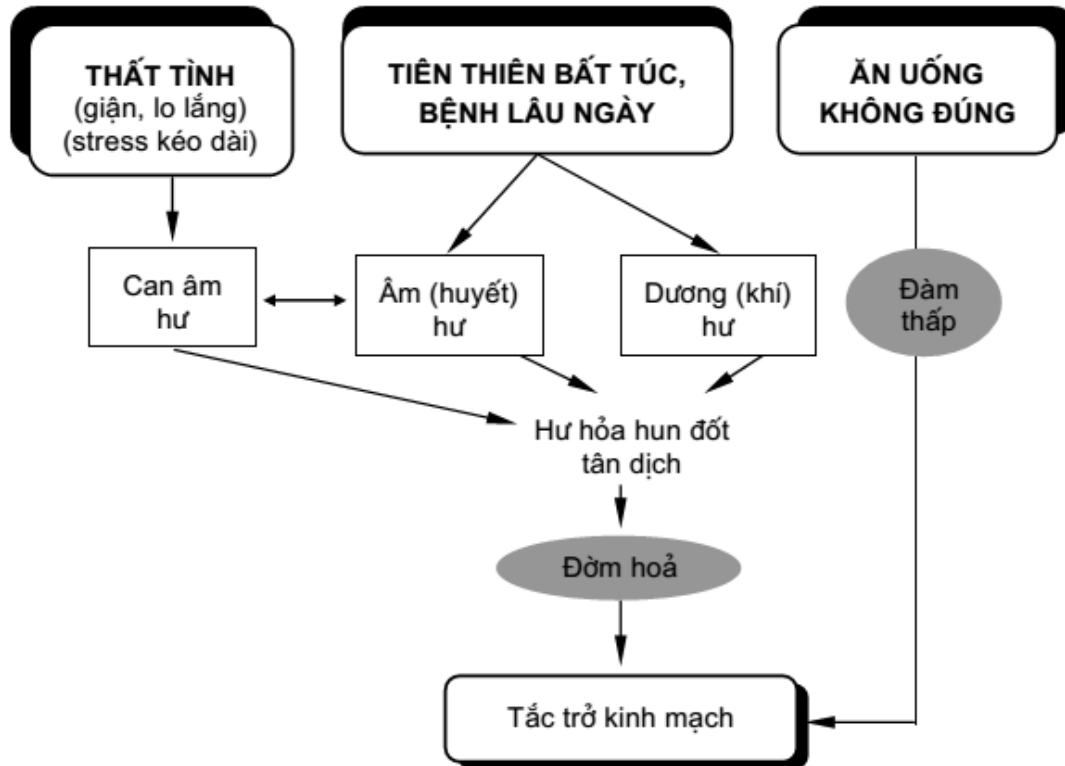 THẤT TÌNH
(giận, lo lắng)
(stress kéo dài)
TIÊN THIÊN BẤT TÚC,
BỆNH LÂU NGÀY
ĂN UỐNG
KHÔNG ĐÚNG
Can âm
hư
Âm (huyết)
hư
Dương (khí)
hư
Đàm
thấp
Hư hỏa hun đốt
tân dịch
Đờm hoả
Tắc trở kinh mạch